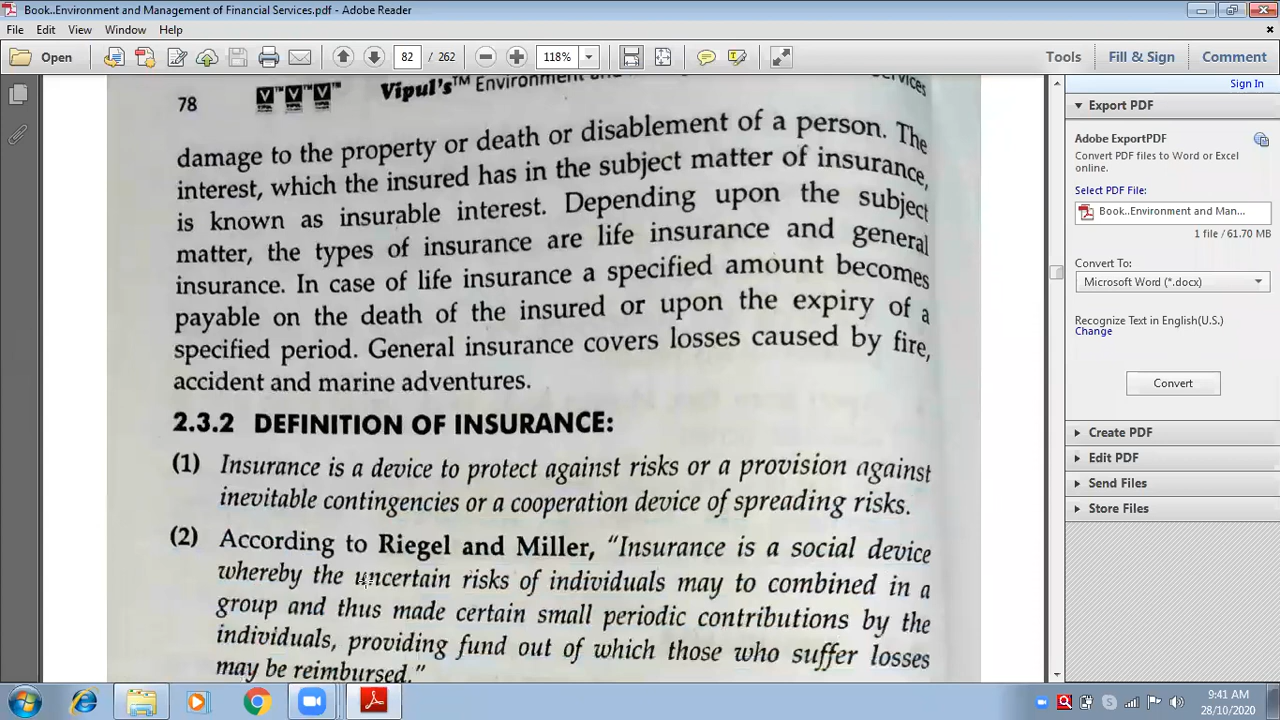 Book..Environment and Management of Financial Services.pdf - Adobe Reader
File Edit View Window Help
Open 82 / 262 118% Tools Fill & Sign Comment
Sign In
78 Vipul's™ Environment
Services
damage to the property or death or disablement of a person. The
interest, which the insured has in the subject matter of insurance,
is known as insurable interest. Depending upon the subject
matter, the types of insurance are life insurance and general
insurance. In case of life insurance a specified amount becomes
payable on the death of the insured or upon the expiry of a
specified period. General insurance covers losses caused by fire,
accident and marine adventures.
2.3.2 DEFINITION OF INSURANCE:
(1) Insurance is a device to protect against risks or a provision against
inevitable contingencies or a cooperation device of spreading risks.
(2) According to Riegel and Miller, "Insurance is a social device
whereby the uncertain risks of individuals may to combined in a
group and thus made certain small periodic contributions by the
individuals, providing fund out of which those who suffer losses
may be reimbursed."
Export PDF
Adobe ExportPDF
Convert PDF files to Word or Excel
online.
Select PDF File:
Book..Environment and Man...
1 file / 61.70 MB
Convert To:
Microsoft Word (*.docx)
Recognize Text in English(U.S.)
Change
Convert
Create PDF
Edit PDF
Send Files
Store Files
9:41 AM
28/10/2020